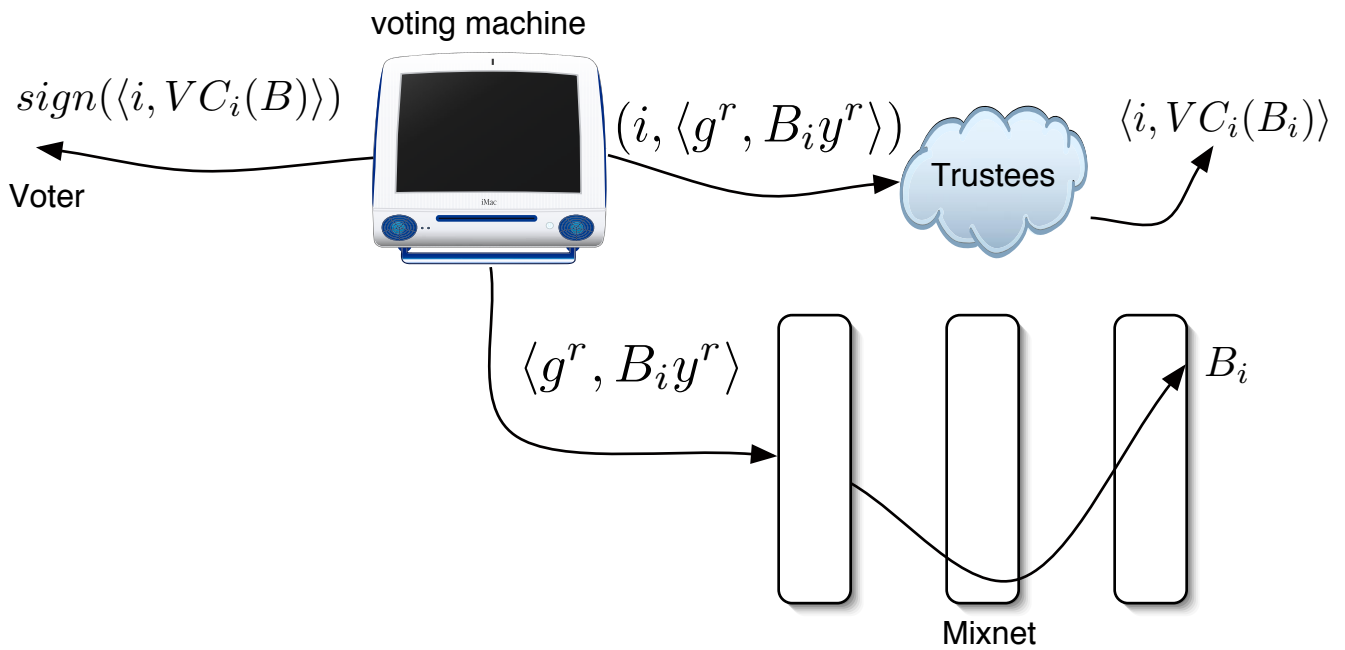 voting machine
sign(⟨i, VC_i(B)⟩)
(i, ⟨g^r, B_i y^r⟩)
⟨i, VC_i(B_i)⟩
Trustees
Voter
iMac
⟨g^r, B_i y^r⟩
B_i
Mixnet